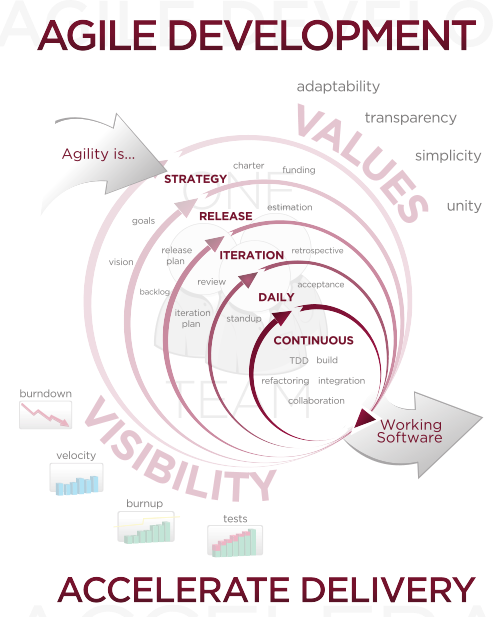 AGILE DEVELOPMENT
adaptability
VALUES
transparency
simplicity
unity
Agility is...
STRATEGY
charter
funding
ONE
RELEASE
estimation
goals
vision
release
plan
ITERATION
retrospective
backlog
review
DAILY
acceptance
iteration
plan
standup
CONTINUOUS
TDD build
refactoring integration
collaboration
TEAM
Working
Software
VISIBILITY
burndown
velocity
burnup
tests
ACCELERATE DELIVERY